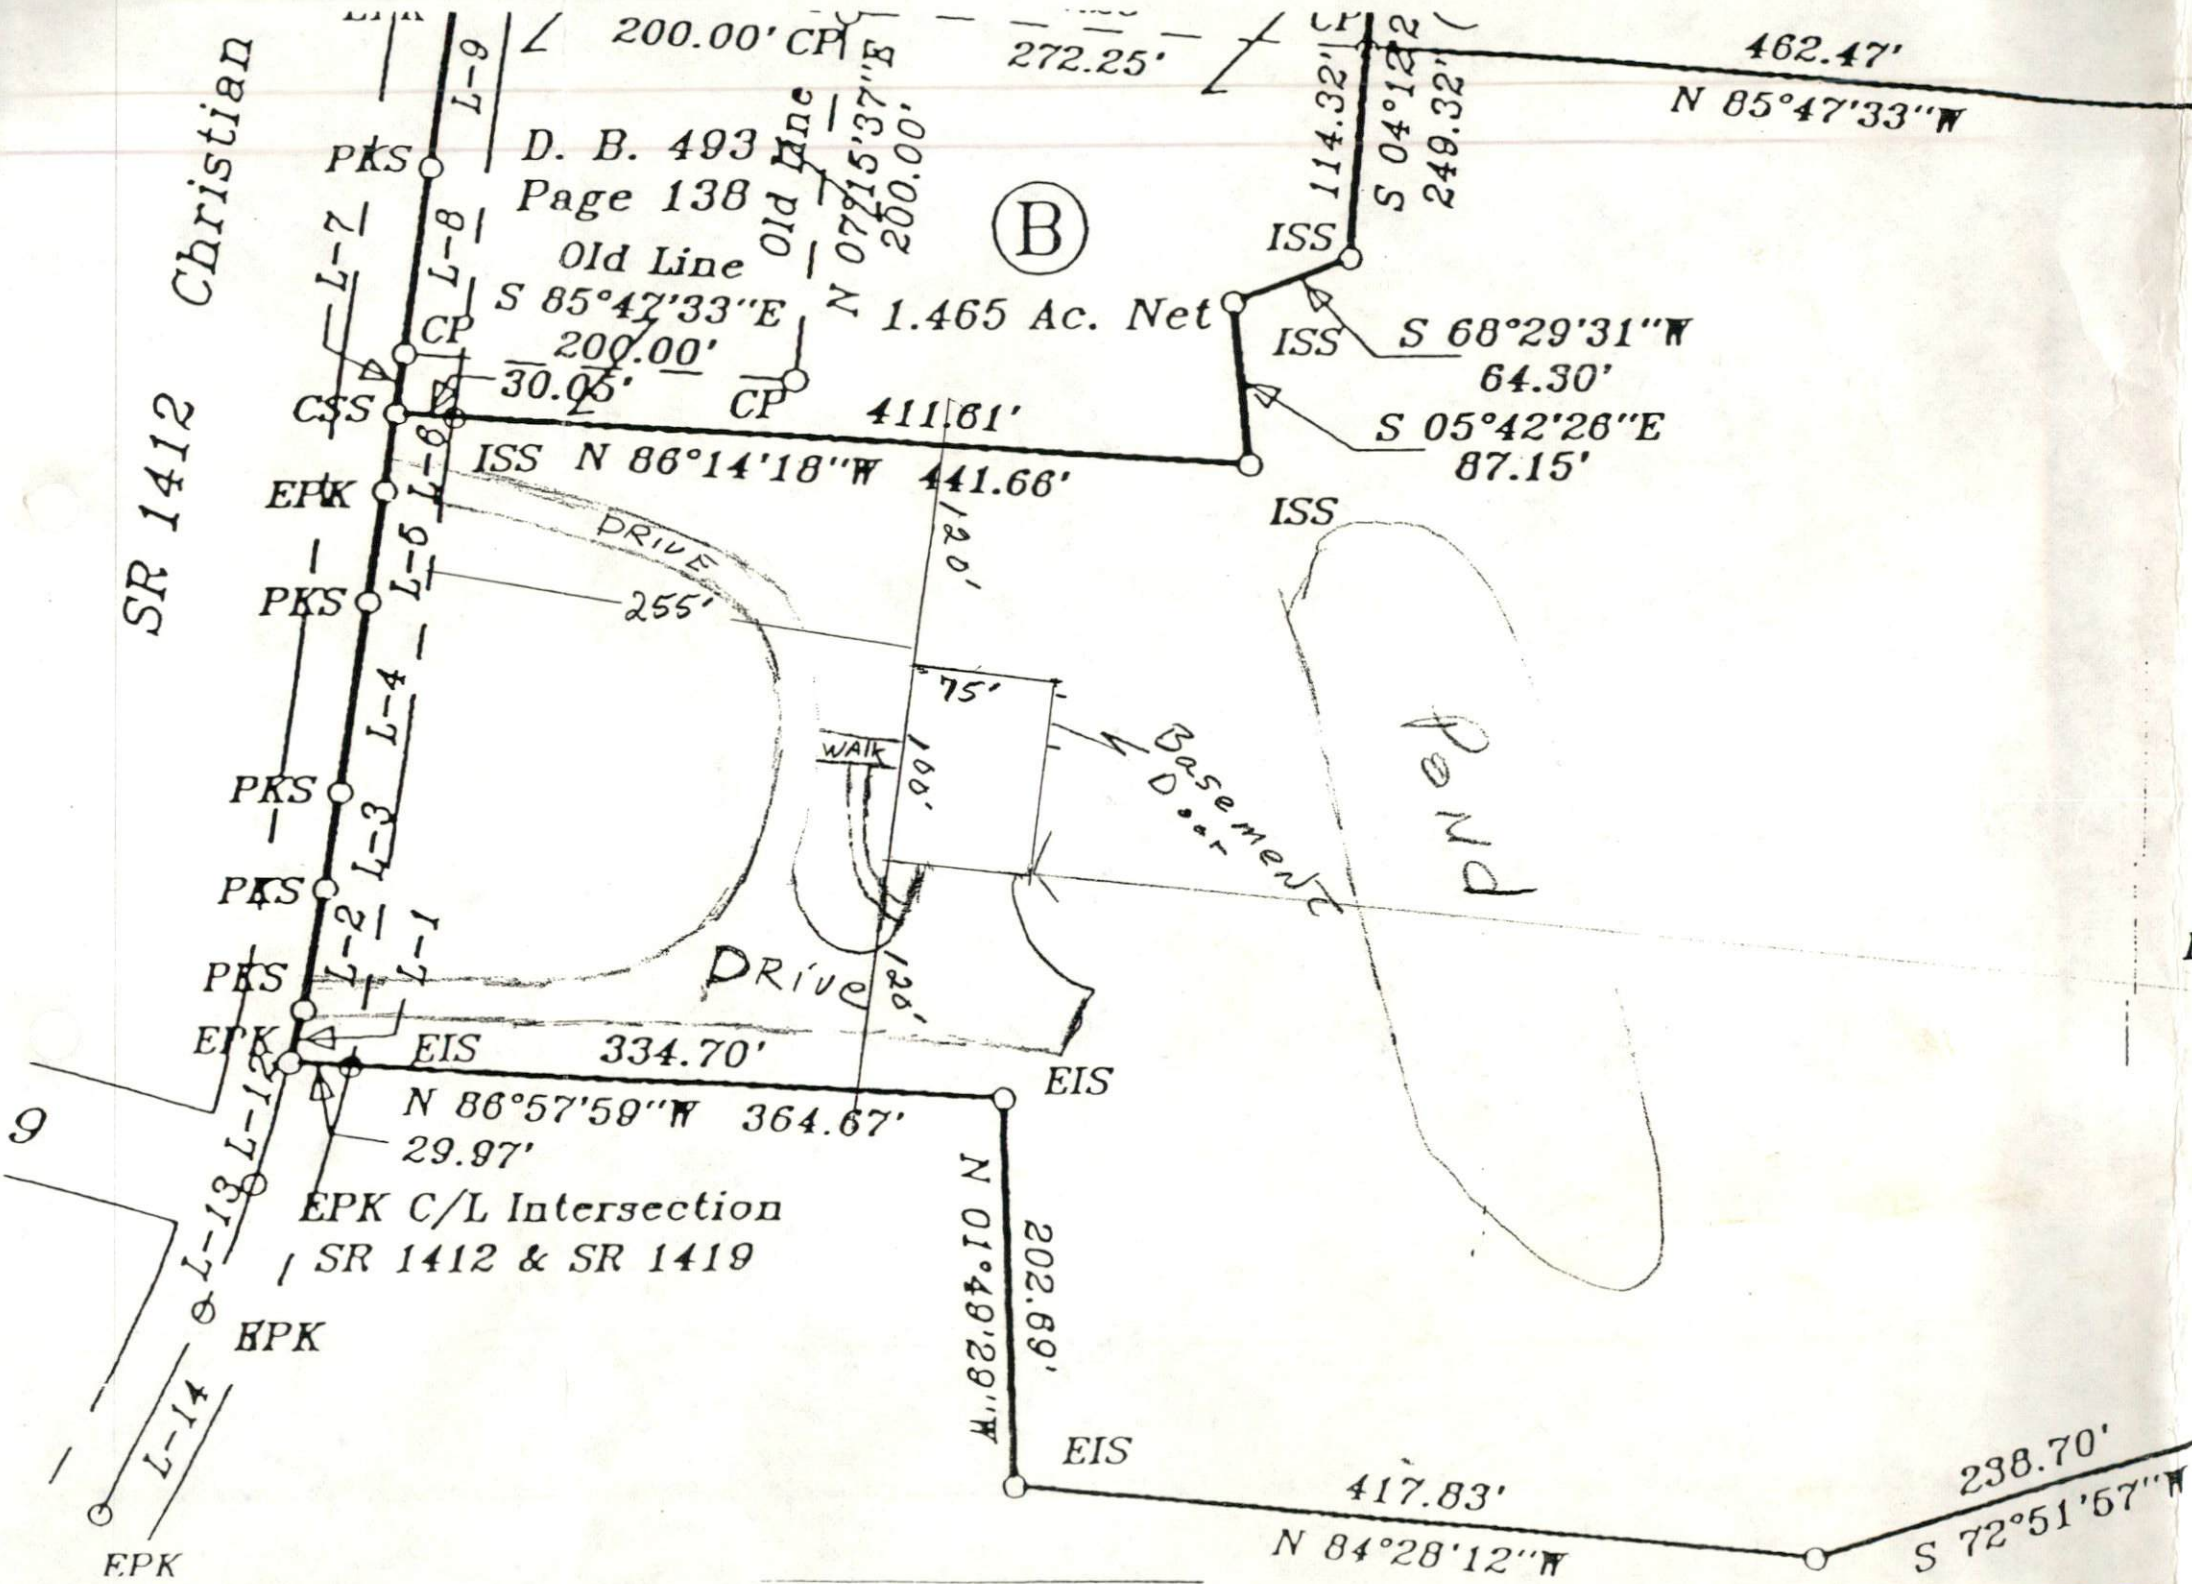 200.00' CP
272.25'
CP
462.47'
N 85°47'33"W
L-9
Christian
SR 1412
PKS
D. B. 493
Page 138
Old Line
N 07°15'37"E
200.00'
114.32'
S 04°12'2
249.32'
B
1.465 Ac. Net
ISS
ISS
S 68°29'31"W
64.30'
S 05°42'26"E
87.15'
ISS
L-7
L-8
Old Line
S 85°47'33"E
200.00'
CP
30.05'
CP
CSS
411.61'
ISS N 86°14'18"W 441.66'
L-6
EPK
L-5
PKS
DRIVE
255'
120'
75'
WALK
100'
Basement
Door
POND
L-4
PKS
L-3
PKS
L-2
L-1
PKS
DRive
120'
EPK
EIS 334.70'
EIS
N 86°57'59"W 364.67'
29.97'
9
L-12
L-13
EPK C/L Intersection
SR 1412 & SR 1419
EPK
L-14
EPK
N 01°49'29"W
202.69'
EIS
417.83'
N 84°28'12"W
238.70'
S 72°51'57"W